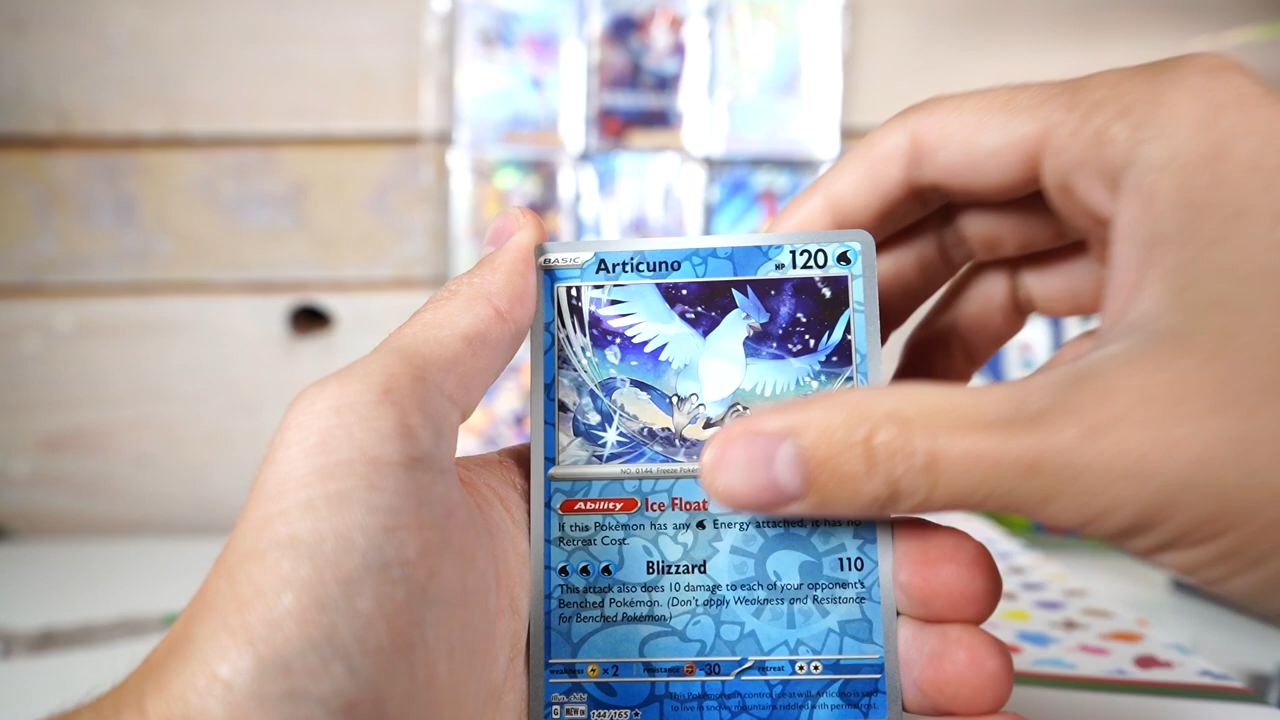 BASIC Articuno HP 120
NO. 0144 Freeze Poké
Ability Ice Float
If this Pokémon has any Energy attached, it has no
Retreat Cost.
Blizzard 110
This attack also does 10 damage to each of your opponent's
Benched Pokémon. (Don't apply Weakness and Resistance
for Benched Pokémon.)
weakness x2 resistance -30 retreat
Illus. chibi
G MEW EN 144/165 ★
This Pokémon can control ice at will. Articuno is said
to live in snowy mountains riddled with permafrost.